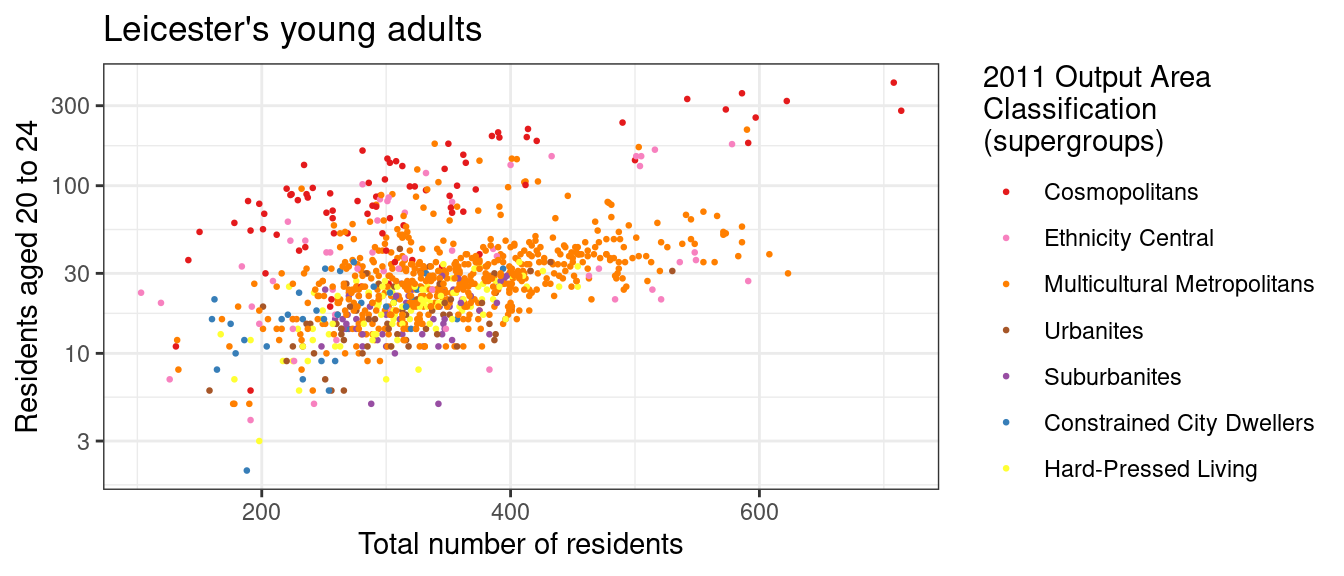 Leicester's young adults
300
100
30
10
3
Residents aged 20 to 24
200 400 600
Total number of residents
2011 Output Area
Classification
(supergroups)
Cosmopolitans
Ethnicity Central
Multicultural Metropolitans
Urbanites
Suburbanites
Constrained City Dwellers
Hard-Pressed Living